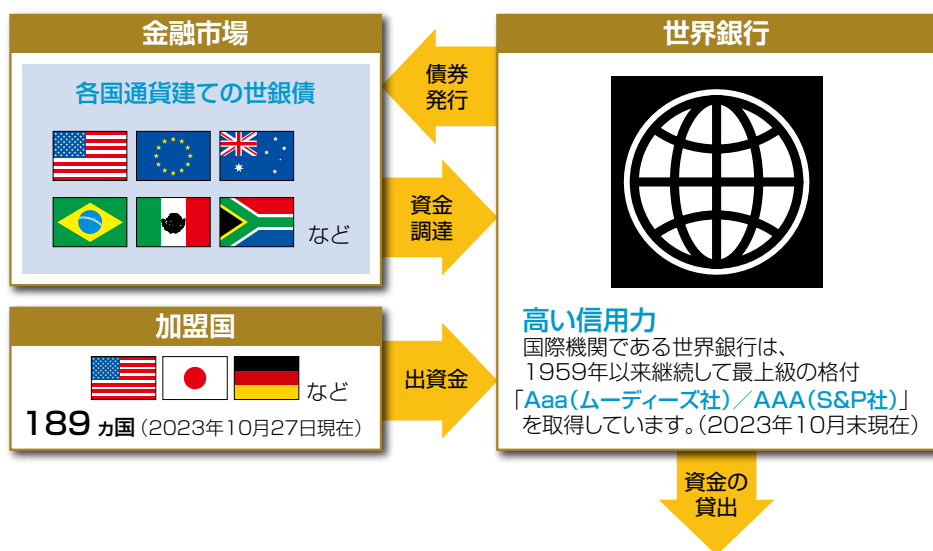 金融市場
各国通貨建ての世銀債
など
債券
発行
資金
調達
加盟国
など
189ヵ国(2023年10月27日現在)
出資金
世界銀行
高い信用力
国際機関である世界銀行は、
1959年以来継続して最上級の格付
「Aaa(ムーディーズ社)/AAA(S&P社)」
を取得しています。(2023年10月末現在)
資金の
貸出